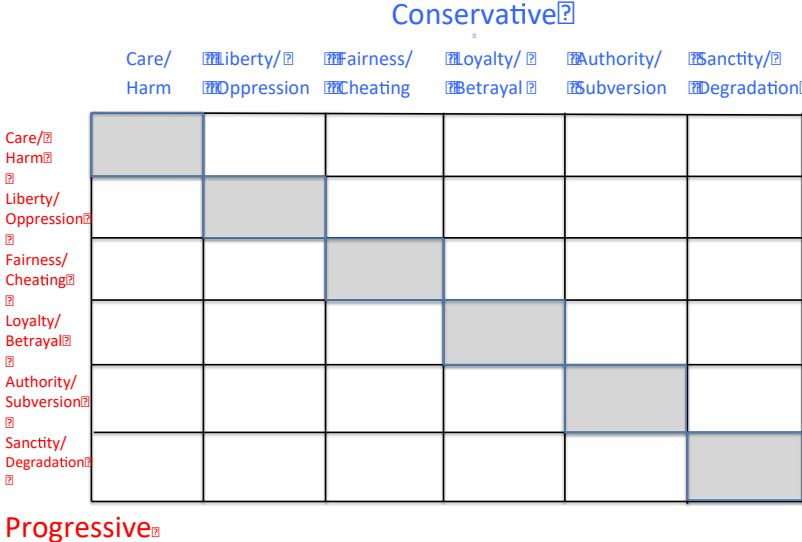 Conservative
Care/ Liberty/ Fairness/ Loyalty/ Authority/ Sanctity/
Harm Oppression Cheating Betrayal Subversion Degradation
Care/
Harm
Liberty/
Oppression
Fairness/
Cheating
Loyalty/
Betrayal
Authority/
Subversion
Sanctity/
Degradation
Progressive